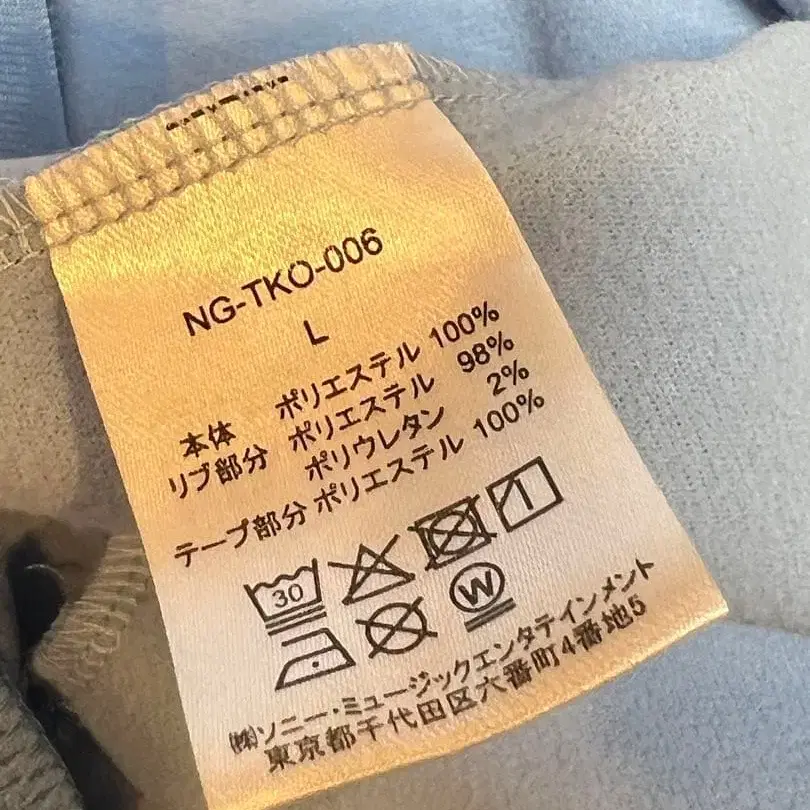 NG-TKO-006
L
本体 ポリエステル 100%
リブ部分 ポリエステル 98%
ポリウレタン 2%
テープ部分 ポリエステル 100%
30
W
(株)ソニー・ミュージックエンタテインメント
東京都千代田区六番町4番地5